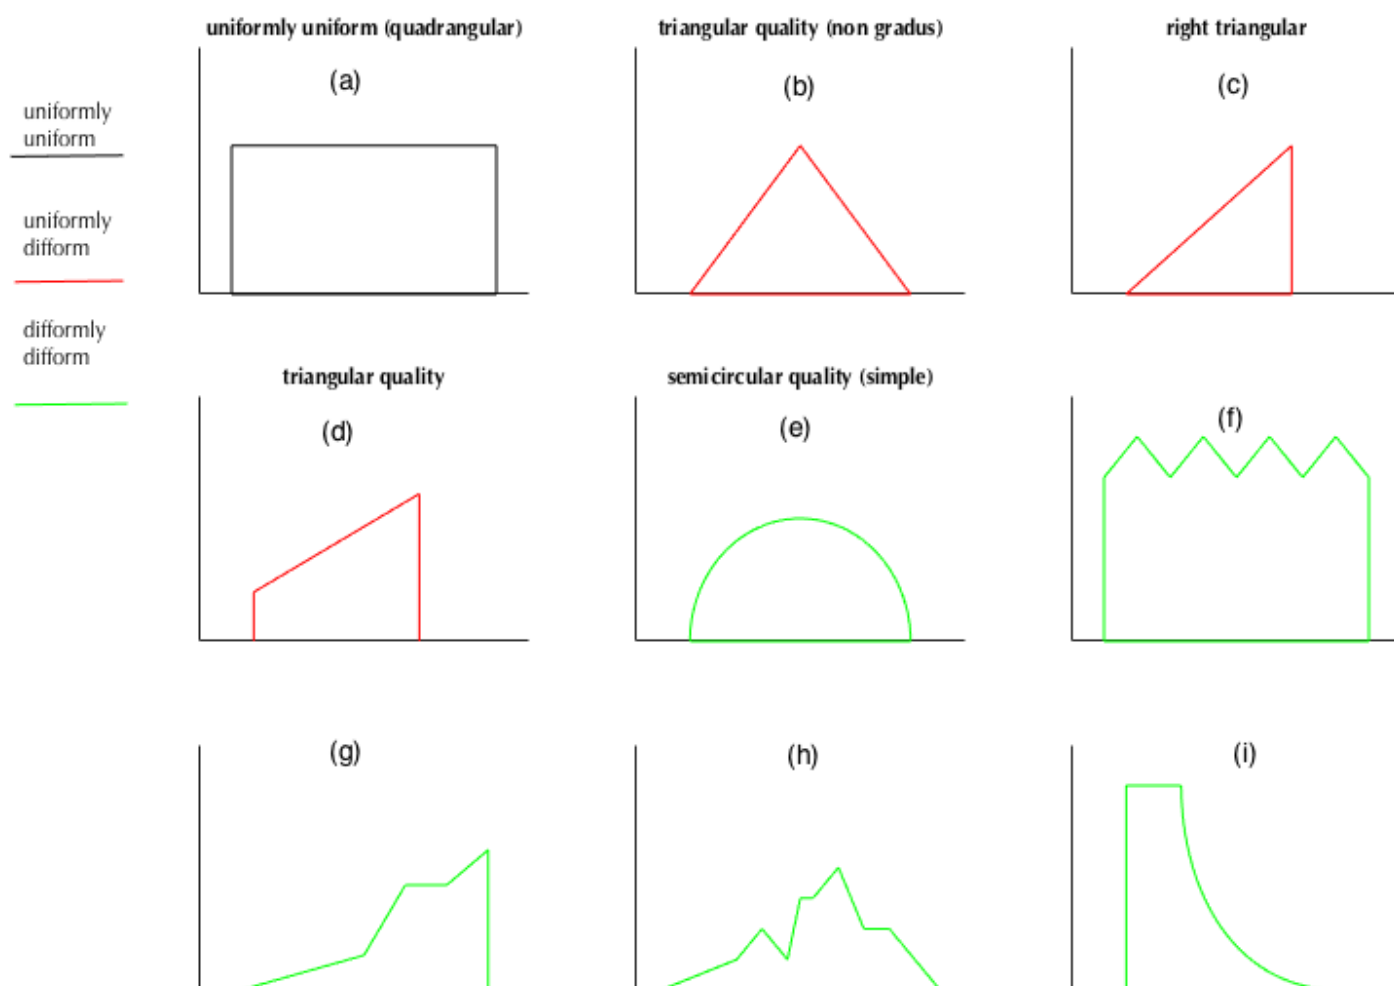 uniformly uniform (quadrangular)
triangular quality (non gradus)
right triangular
(a)
(b)
(c)
uniformly
uniform
uniformly
difform
difformly
difform
triangular quality
semicircular quality (simple)
(d)
(e)
(f)
(g)
(h)
(i)